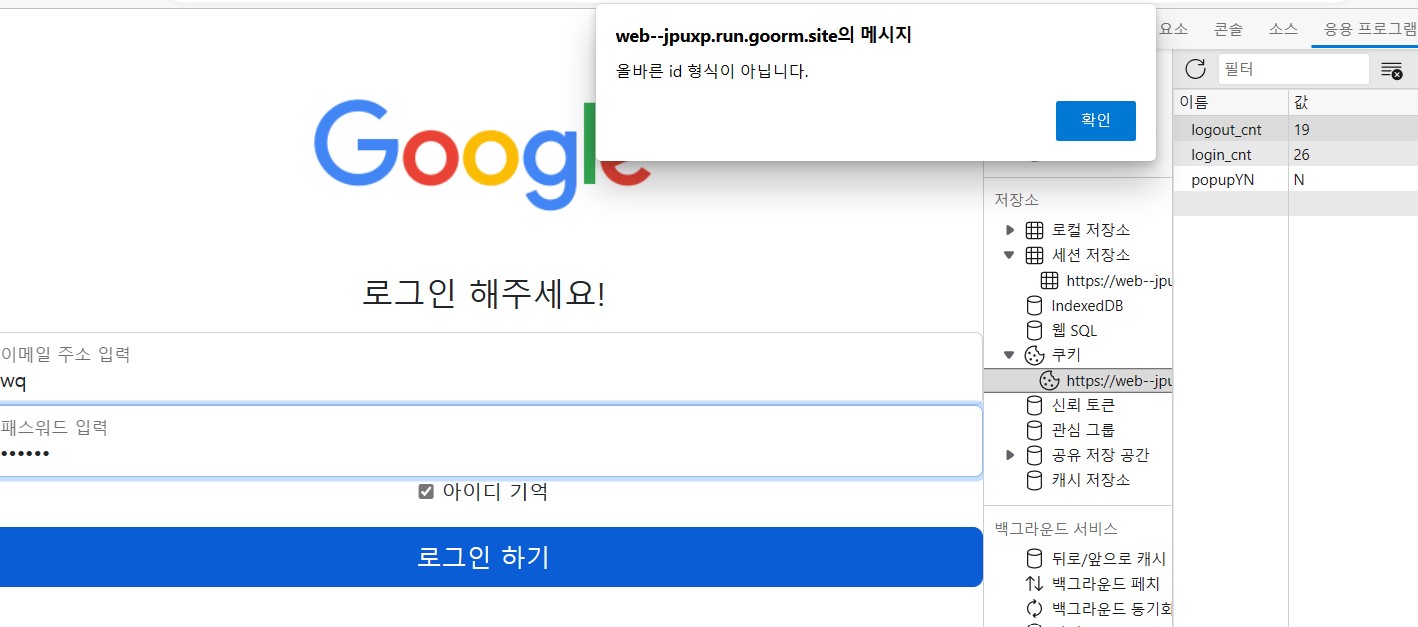 web--jpuxp.run.goorm.site의 메시지
올바른 id 형식이 아닙니다.
확인
Google
로그인 해주세요!
이메일 주소 입력
wq
패스워드 입력
••••••
아이디 기억
로그인 하기
요소 콘솔 소스 응용 프로그램
필터
이름 값
logout_cnt 19
login_cnt 26
popupYN N
저장소
로컬 저장소
세션 저장소
https://web--jpu
IndexedDB
웹 SQL
쿠키
https://web--jpu
신뢰 토큰
관심 그룹
공유 저장 공간
캐시 저장소
백그라운드 서비스
뒤로/앞으로 캐시
백그라운드 페치
백그라운드 동기화